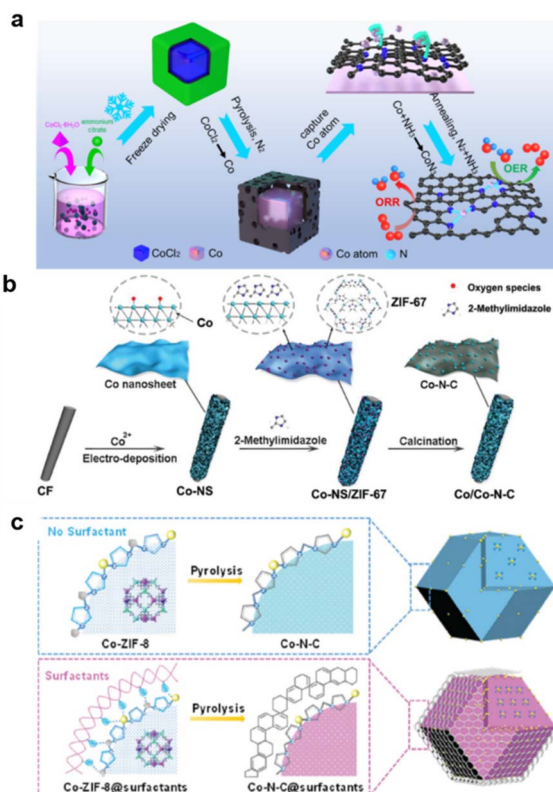 a
CoCl₂·6H₂O
ammonium
citrate
Freeze drying
Pyrolysis, N₂
CoCl₂
Co
capture
Co atom
Annealing, N₂+NH₃
Co+NH₃
CoNₓ
OER
ORR
CoCl₂
Co
Co atom
N
b
Co
ZIF-67
Oxygen species
2-Methylimidazole
Co nanosheet
Co-N-C
Co²⁺
Electro-deposition
2-Methylimidazole
Calcination
CF
Co-NS
Co-NS/ZIF-67
Co/Co-N-C
c
No Surfactant
Pyrolysis
Co-ZIF-8
Co-N-C
Surfactants
Pyrolysis
Co-ZIF-8@surfactants
Co-N-C@surfactants